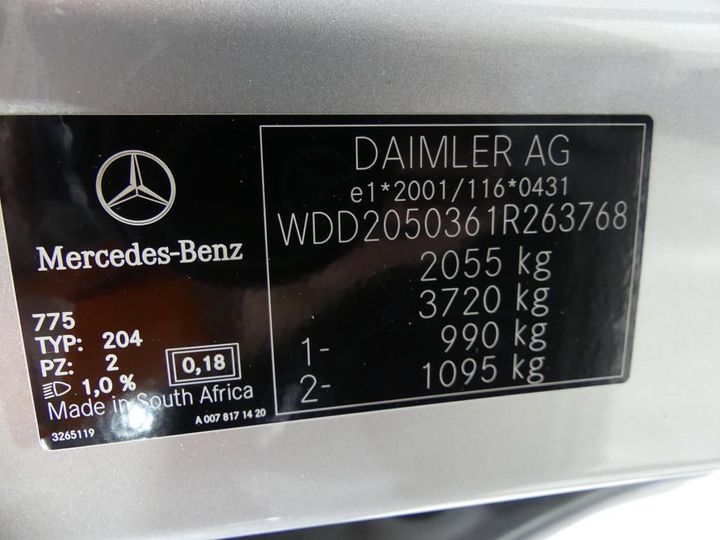 Mercedes-Benz
775
TYP: 204
PZ: 2
1,0 %
0,18
Made in South Africa
A 007 817 14 20
3265119
DAIMLER AG
e1*2001/116*0431
WDD2050361R263768
2055 kg
3720 kg
1- 990 kg
2- 1095 kg